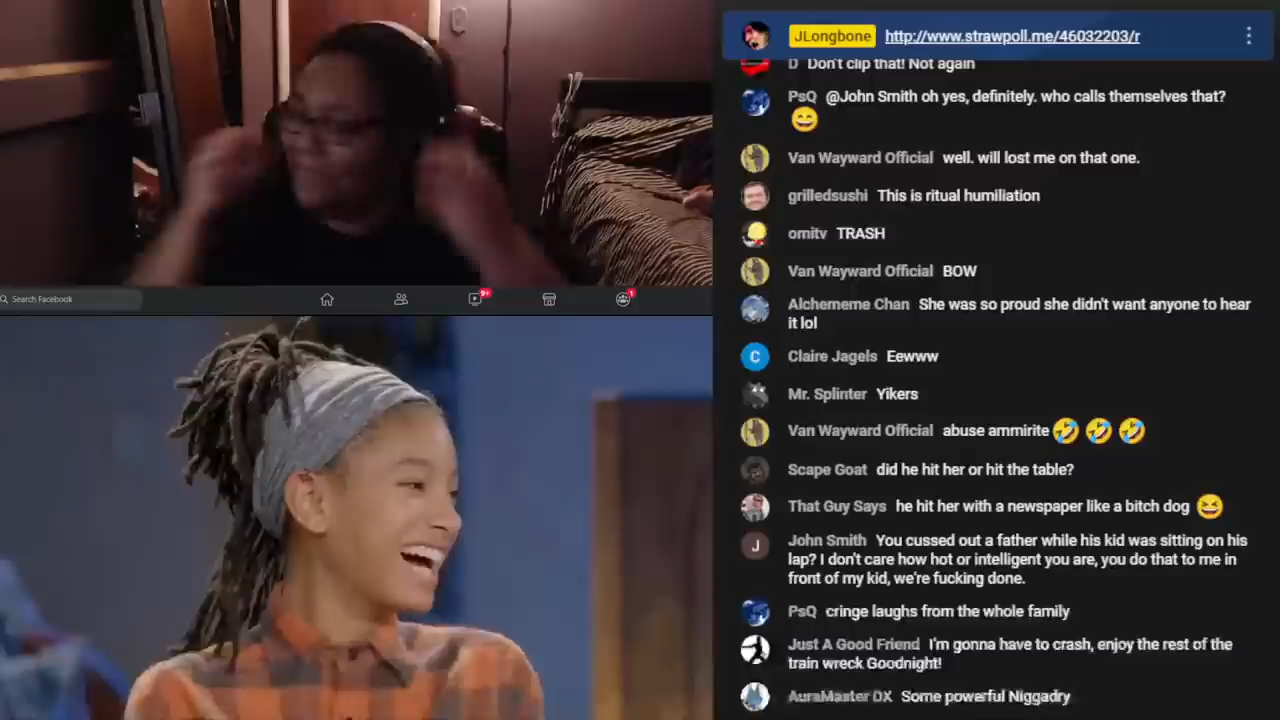 JLongbone http://www.strawpoll.me/46032203/r
D Don't clip that! Not again
PsQ @John Smith oh yes, definitely. who calls themselves that?
😄
Van Wayward Official well. will lost me on that one.
grilledsushi This is ritual humiliation
omitv TRASH
Van Wayward Official BOW
Alchememe Chan She was so proud she didn't want anyone to hear
it lol
Claire Jagels Eewww
Mr. Splinter Yikers
Van Wayward Official abuse ammirite 🤣 🤣 🤣
Scape Goat did he hit her or hit the table?
That Guy Says he hit her with a newspaper like a bitch dog 😆
John Smith You cussed out a father while his kid was sitting on his
lap? I don't care how hot or intelligent you are, you do that to me in
front of my kid, we're fucking done.
PsQ cringe laughs from the whole family
Just A Good Friend I'm gonna have to crash, enjoy the rest of the
train wreck Goodnight!
AuraMaster DX Some powerful Niggadry
Search Facebook
9+
1
C
J